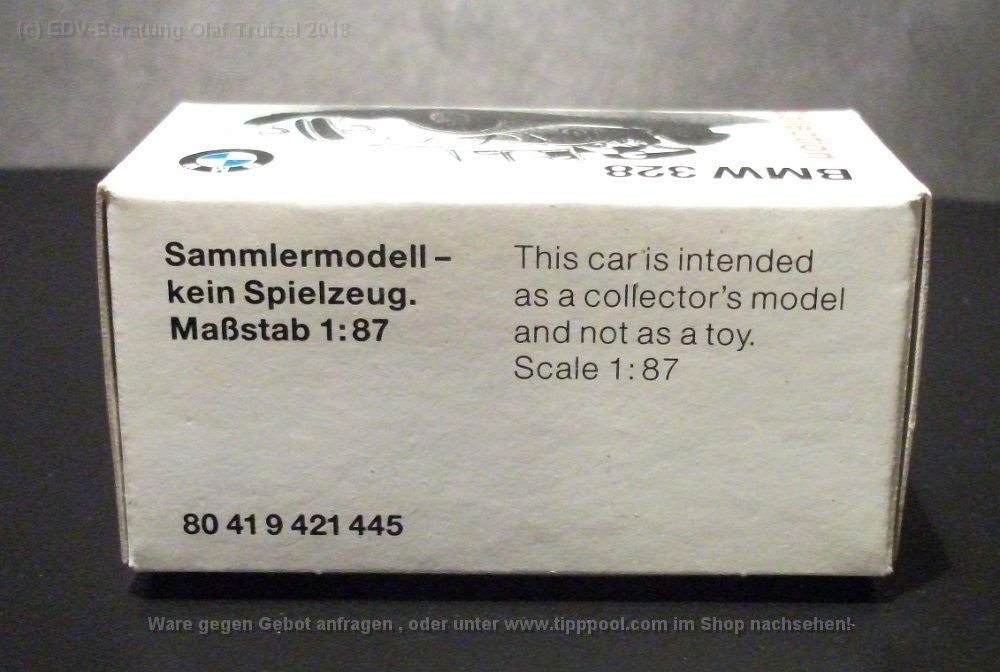 (c) EDV-Beratung Olaf Trutzel 2018
BMW 328
Sammlermodell –
kein Spielzeug.
Maßstab 1:87
This car is intended
as a collector's model
and not as a toy.
Scale 1:87
80 41 9 421 445
Ware gegen Gebot anfragen , oder unter www.tipppool.com im Shop nachsehen!-